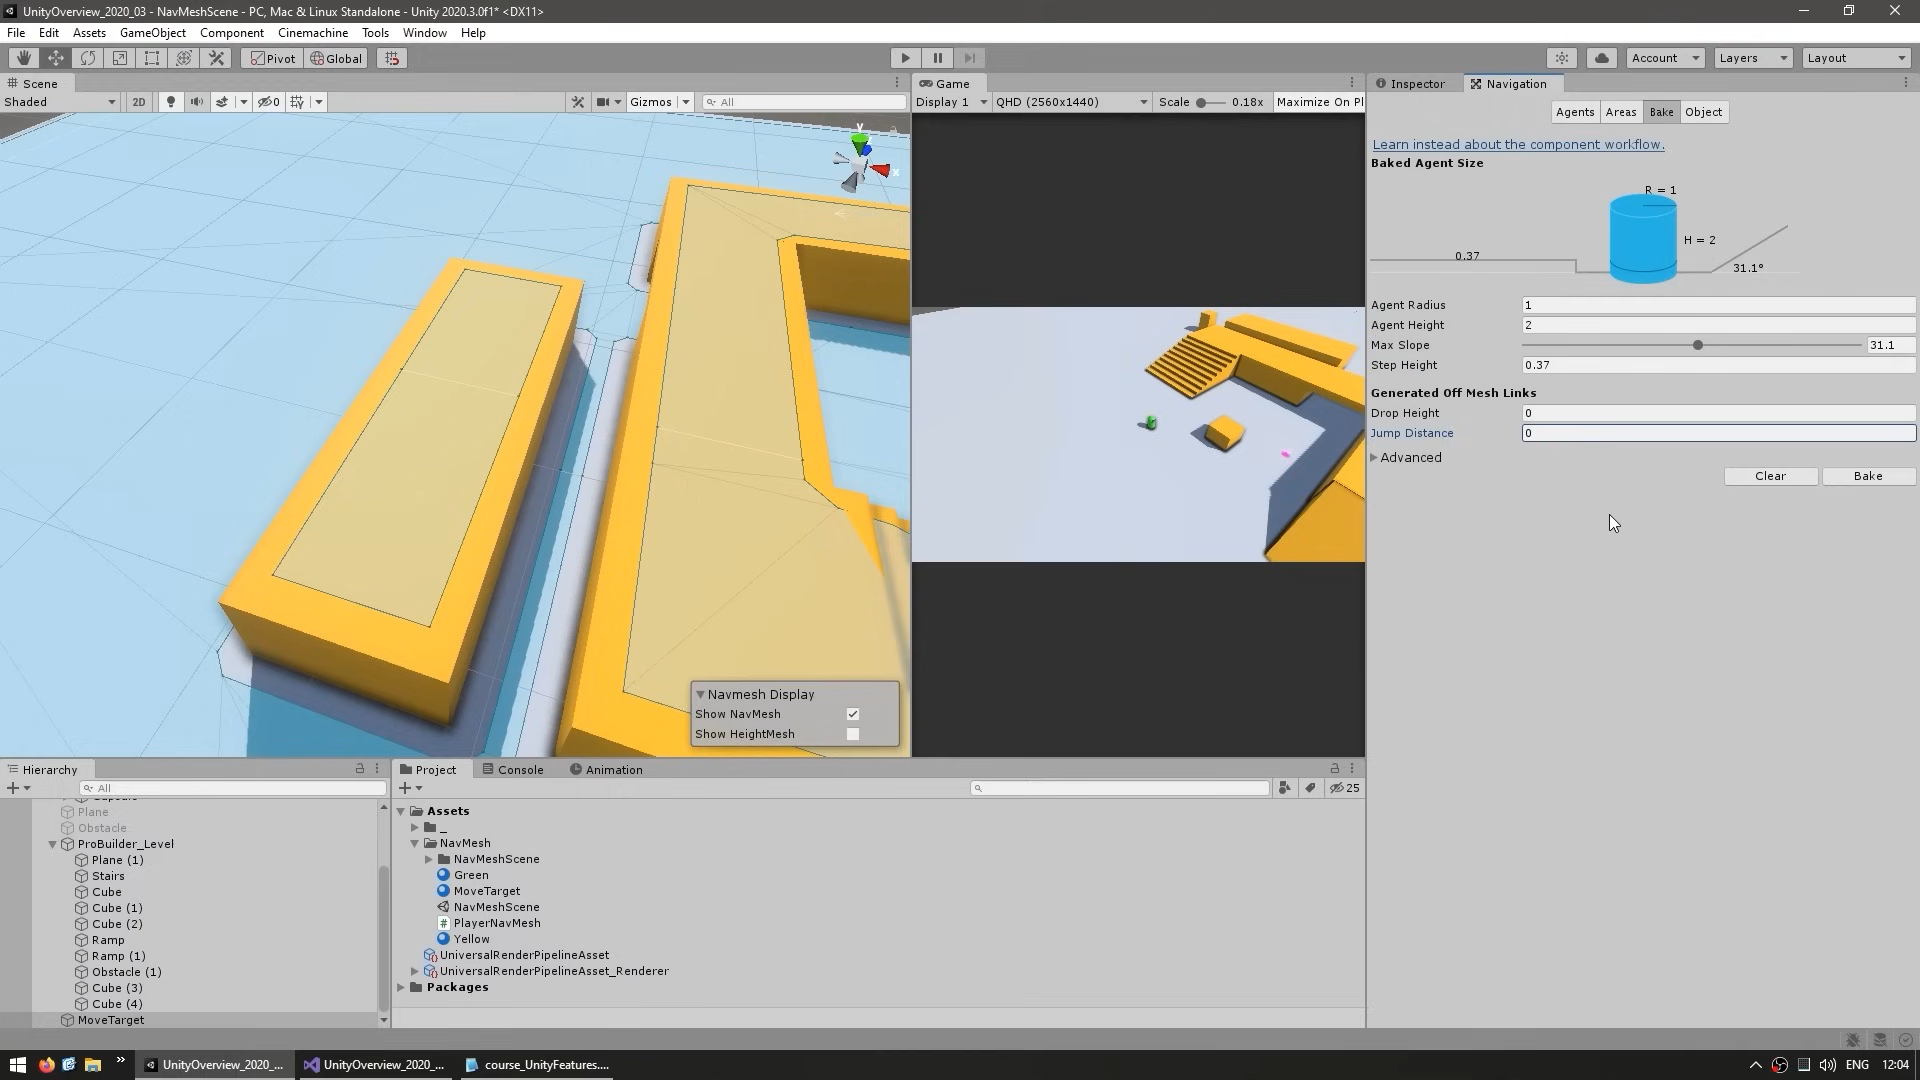 UnityOverview_2020_03 - NavMeshScene - PC, Mac & Linux Standalone - Unity 2020.3.0f1* <DX11>
File Edit Assets GameObject Component Cinemachine Tools Window Help
Pivot Global Account Layers Layout
Scene
Shaded 2D 0 Gizmos All
y
x
Navmesh Display
Show NavMesh
Show HeightMesh
Game
Display 1 QHD (2560x1440) Scale 0.18x Maximize On Pl
Inspector Navigation
Agents Areas Bake Object
Learn instead about the component workflow.
Baked Agent Size
R = 1
H = 2
0.37
31.1°
Agent Radius 1
Agent Height 2
Max Slope 31.1
Step Height 0.37
Generated Off Mesh Links
Drop Height 0
Jump Distance 0
Advanced
Clear Bake
Hierarchy
All
Plane
Obstacle
ProBuilder_Level
Plane (1)
Stairs
Cube
Cube (1)
Cube (2)
Ramp
Ramp (1)
Obstacle (1)
Cube (3)
Cube (4)
MoveTarget
Project Console Animation
25
Assets
_
NavMesh
NavMeshScene
Green
MoveTarget
NavMeshScene
PlayerNavMesh
Yellow
UniversalRenderPipelineAsset
UniversalRenderPipelineAsset_Renderer
Packages
UnityOverview_2020_... UnityOverview_2020_... course_UnityFeatures.... ENG 12:04